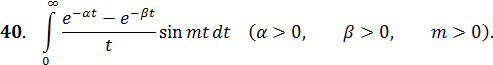 40. ∫₀^∞ (e^{-αt} − e^{-βt})/t sin mt dt (α > 0, β > 0, m > 0).